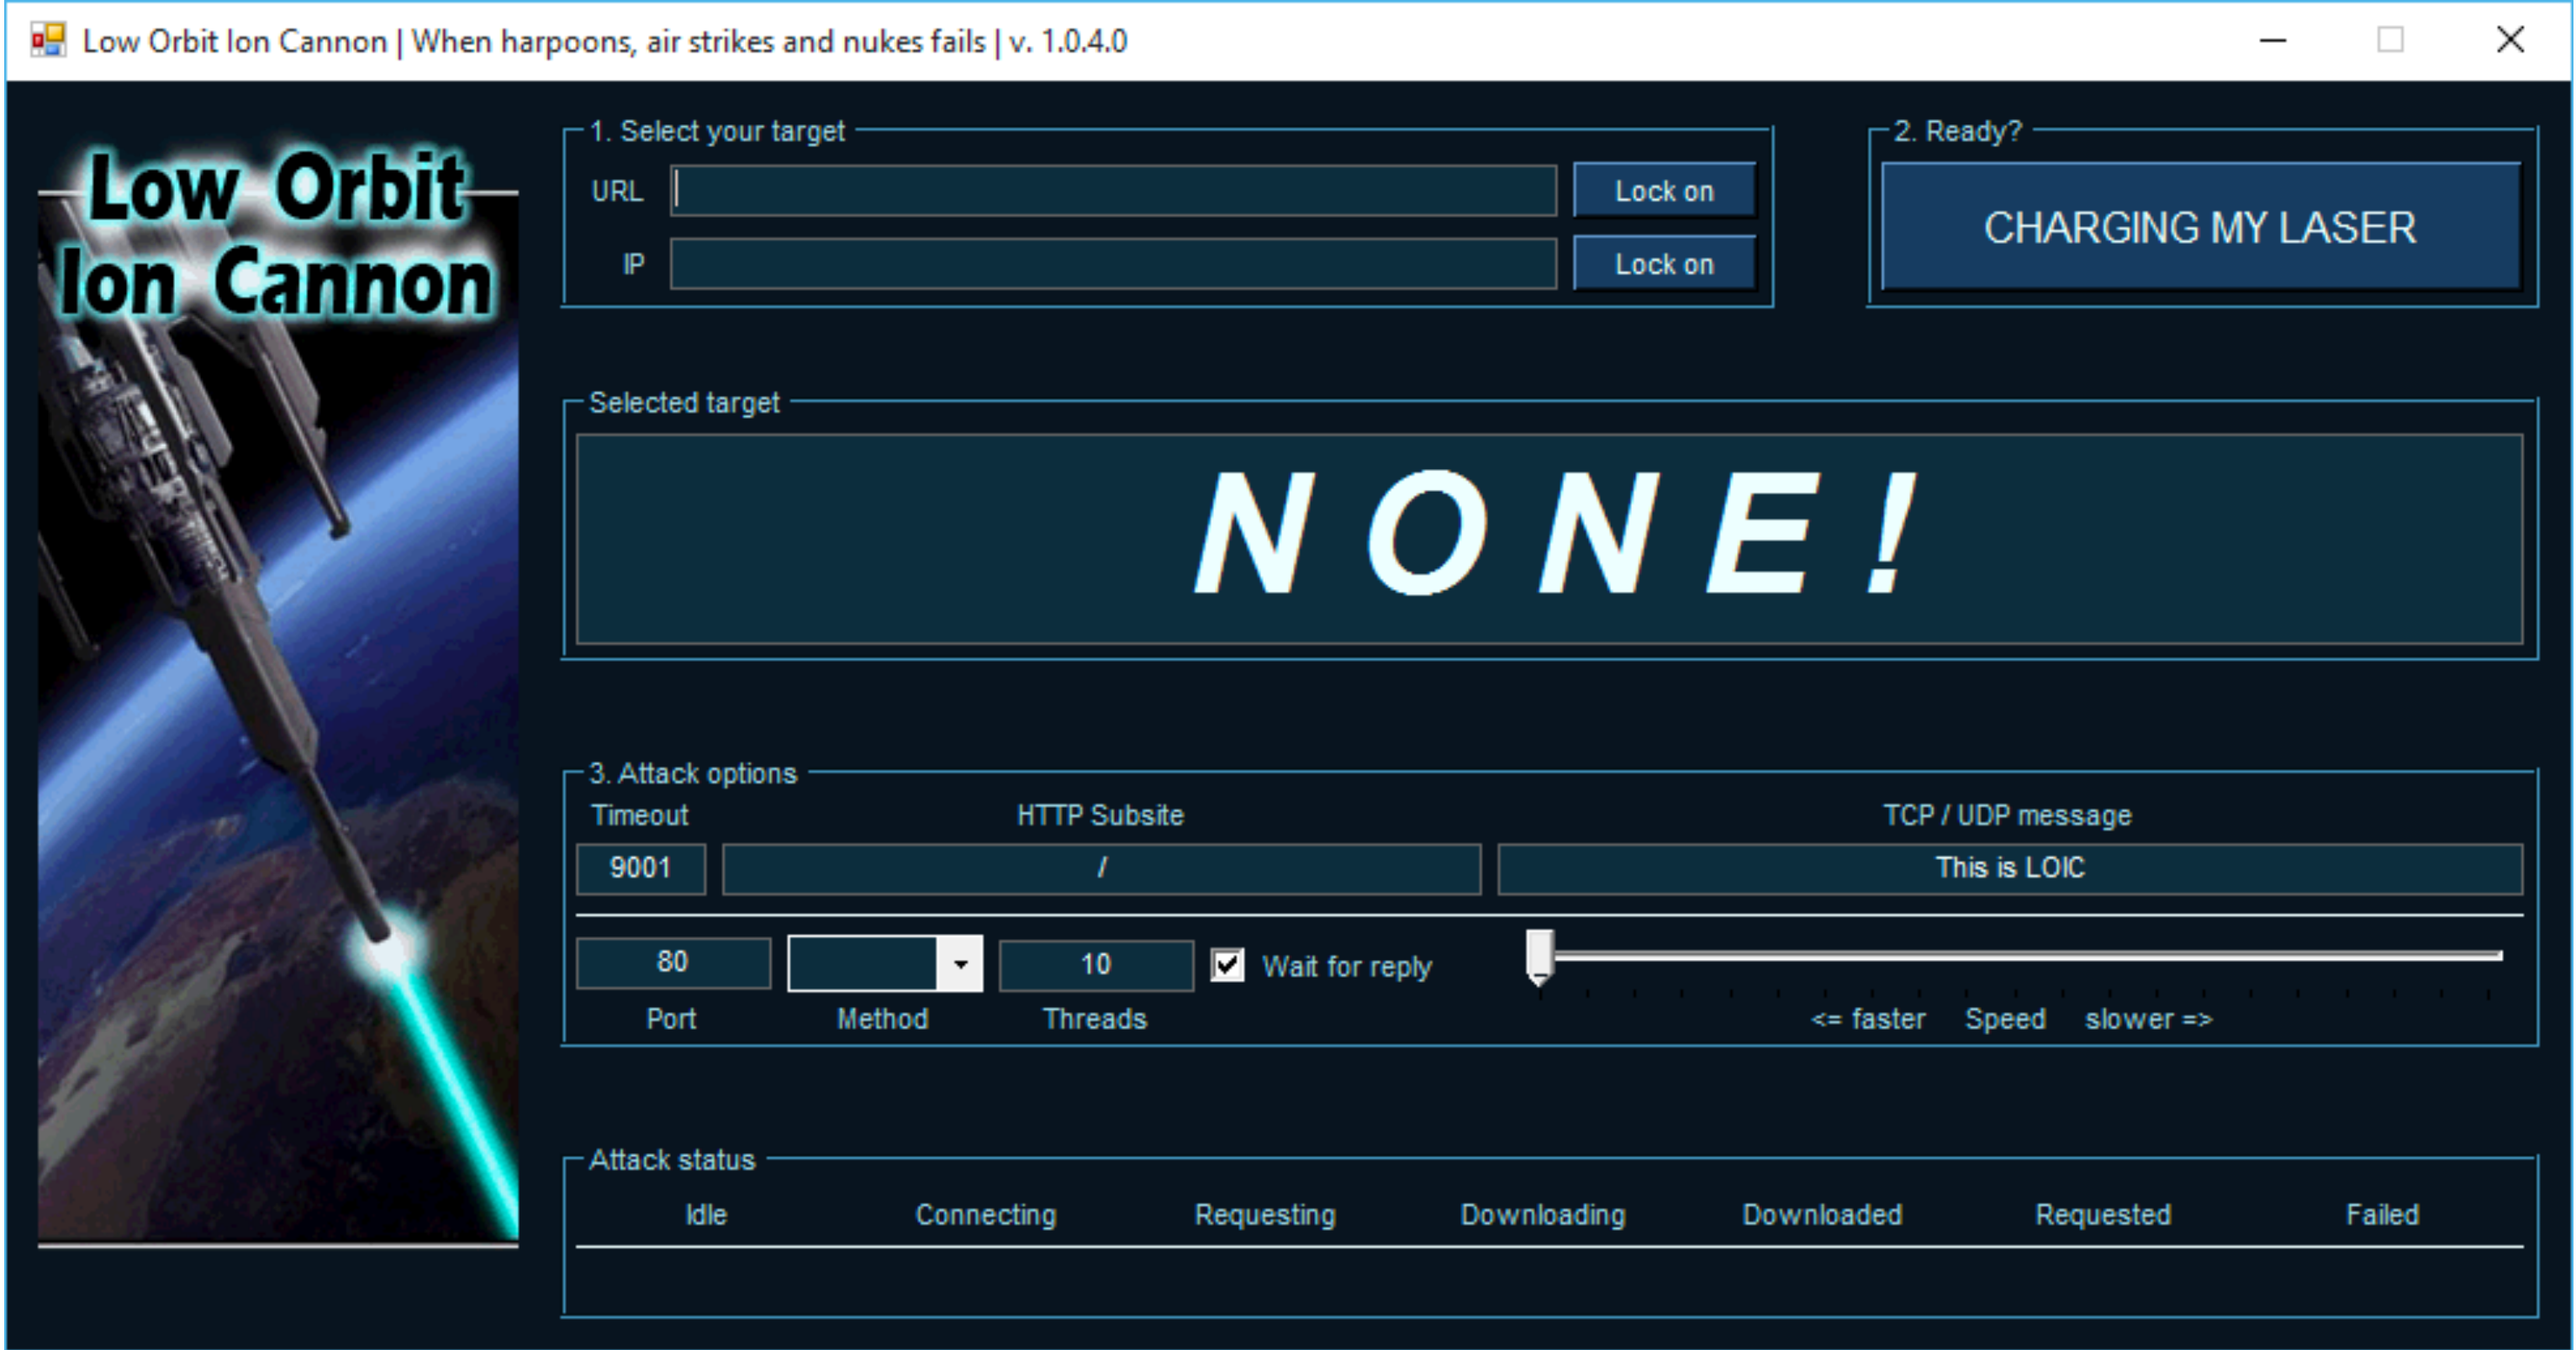 Low Orbit Ion Cannon | When harpoons, air strikes and nukes fails | v. 1.0.4.0
Low Orbit
Ion Cannon
1. Select your target
URL
Lock on
IP
Lock on
2. Ready?
CHARGING MY LASER
Selected target
N O N E !
3. Attack options
Timeout HTTP Subsite TCP / UDP message
9001 / This is LOIC
80 10 Wait for reply
Port Method Threads <= faster Speed slower =>
Attack status
Idle Connecting Requesting Downloading Downloaded Requested Failed